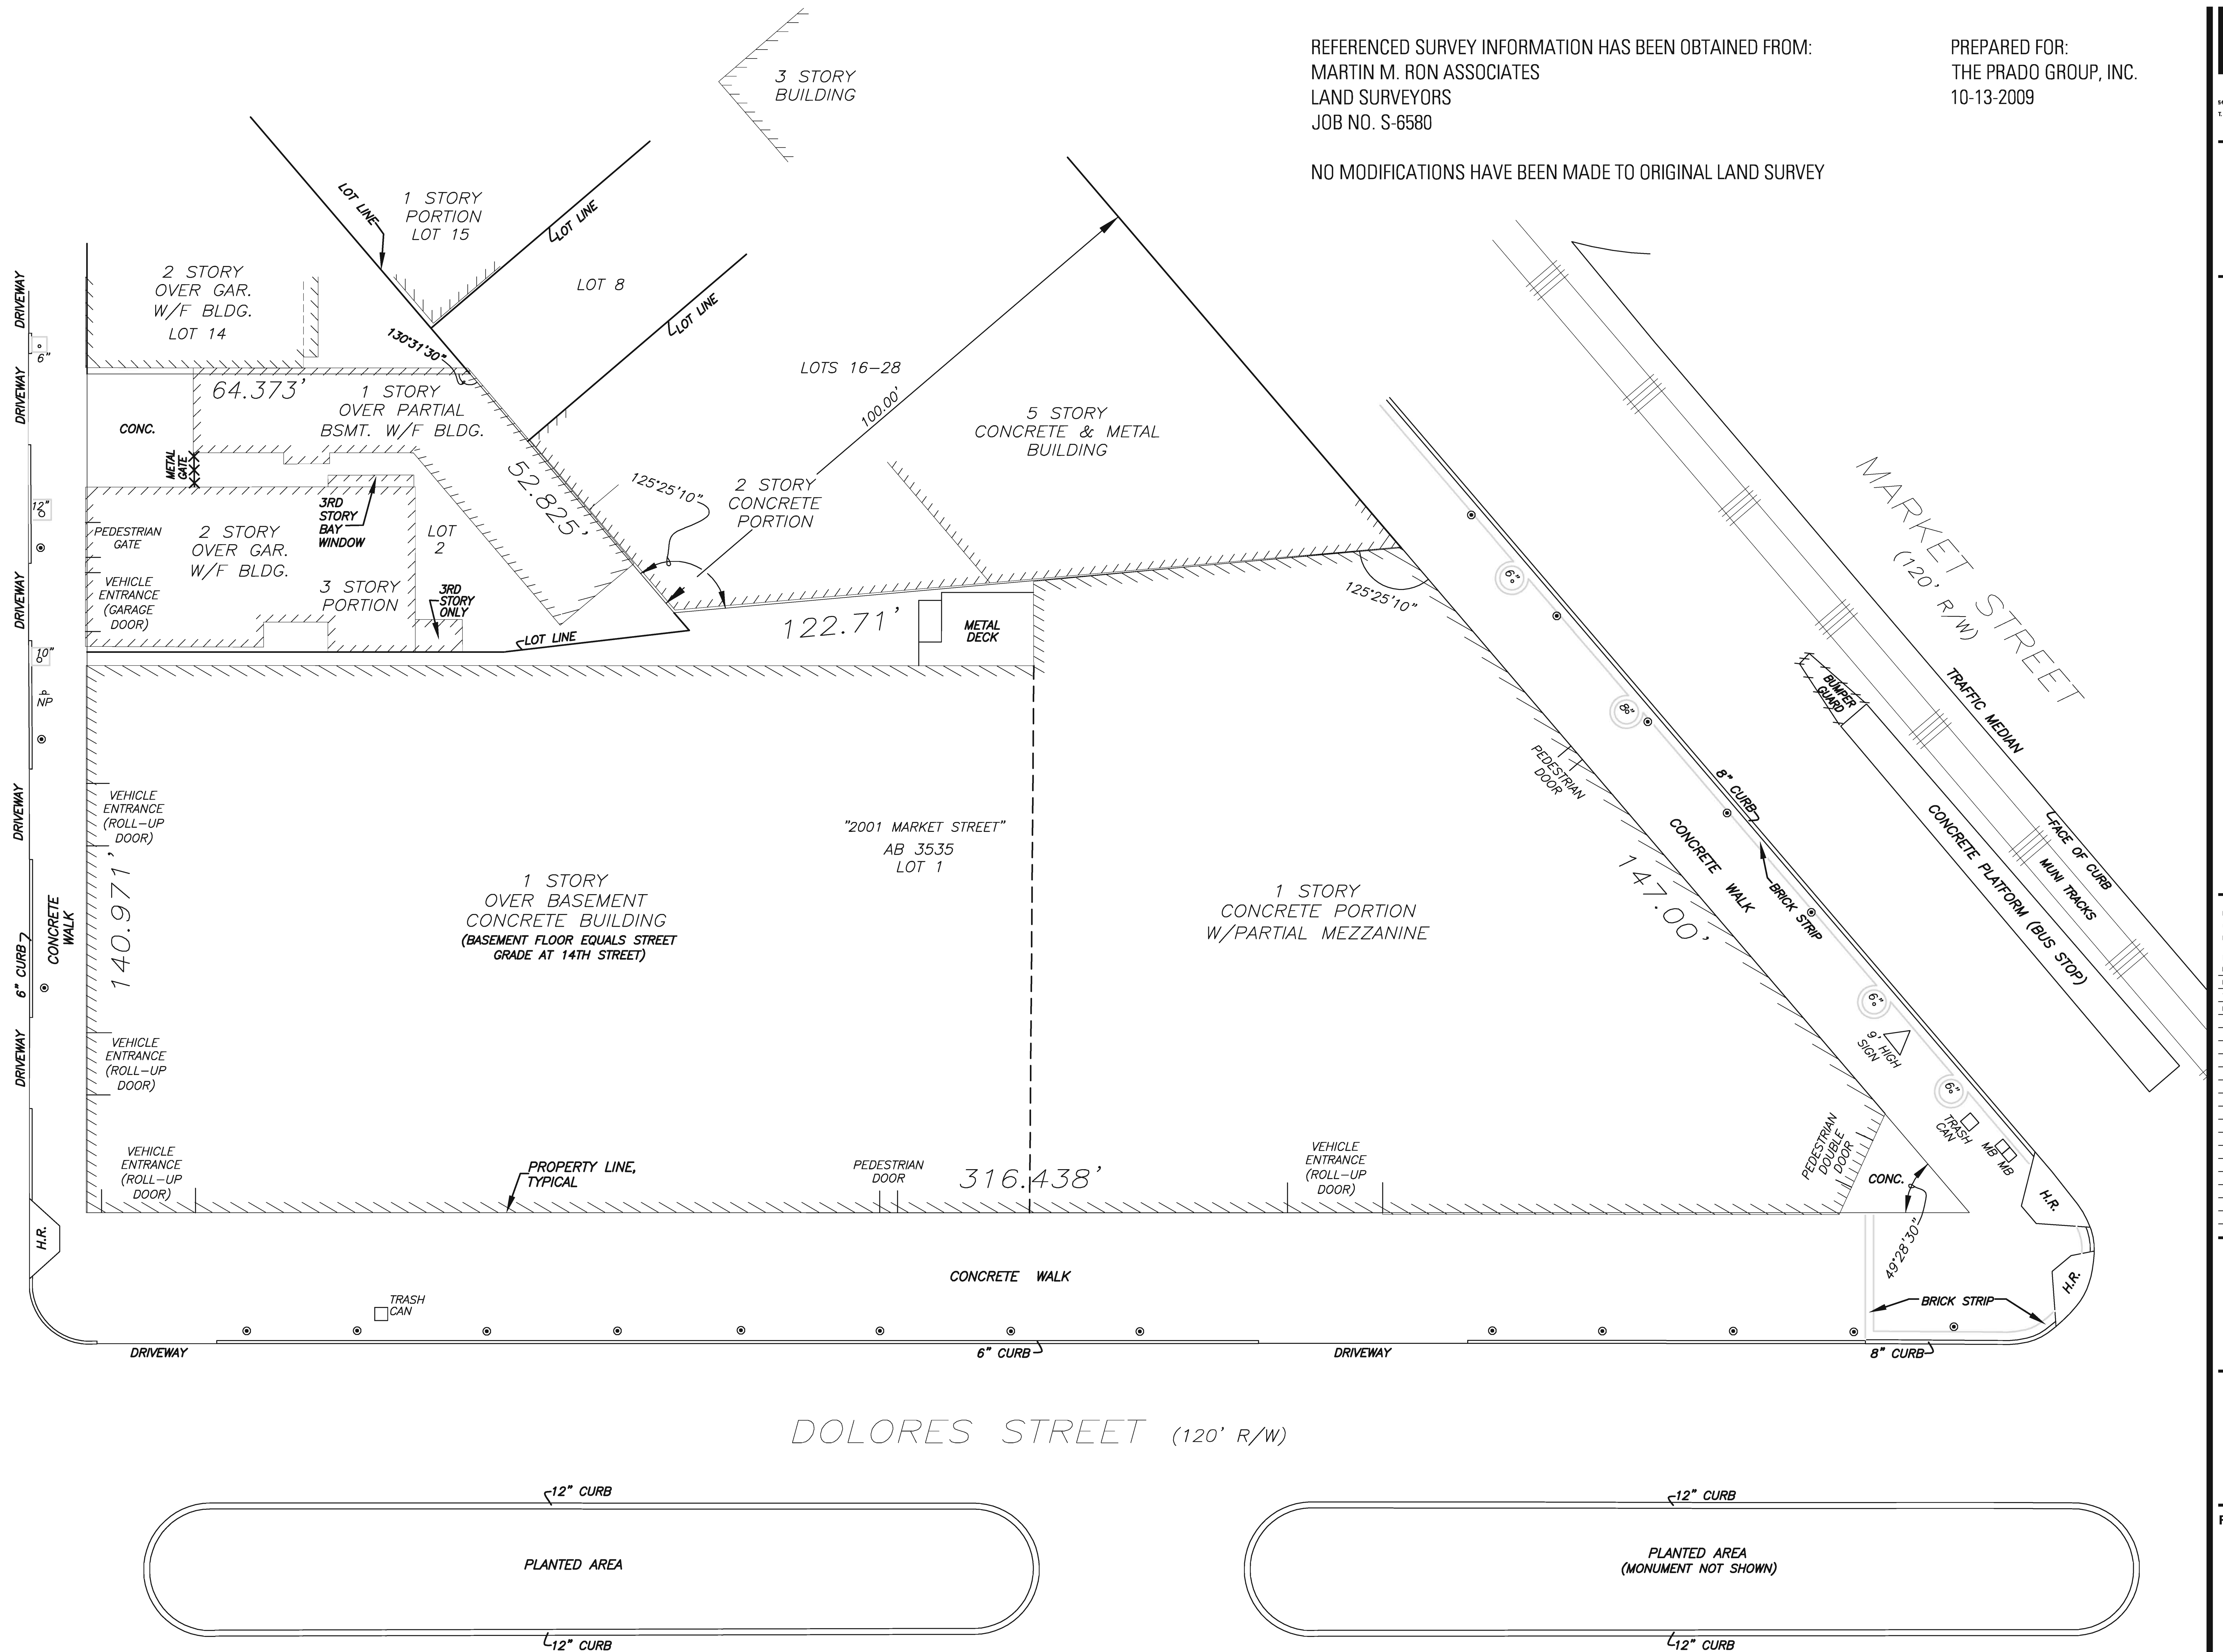 REFERENCED SURVEY INFORMATION HAS BEEN OBTAINED FROM:
MARTIN M. RON ASSOCIATES
LAND SURVEYORS
JOB NO. S-6580
NO MODIFICATIONS HAVE BEEN MADE TO ORIGINAL LAND SURVEY
PREPARED FOR:
THE PRADO GROUP, INC.
10-13-2009
3 STORY
BUILDING
LOT LINE
1 STORY
PORTION
LOT 15
LOT LINE
LOT 8
LOT LINE
2 STORY
OVER GAR.
W/F BLDG.
LOT 14
130°31'30"
DRIVEWAY
6"
DRIVEWAY
64.373'
1 STORY
OVER PARTIAL
BSMT. W/F BLDG.
CONC.
METAL
GATE
LOTS 16-28
100.00'
5 STORY
CONCRETE & METAL
BUILDING
52.825'
125°25'10"
2 STORY
CONCRETE
PORTION
12"
PEDESTRIAN
GATE
2 STORY
OVER GAR.
W/F BLDG.
3RD
STORY
BAY
WINDOW
LOT
2
VEHICLE
ENTRANCE
(GARAGE
DOOR)
3 STORY
PORTION
3RD
STORY
ONLY
DRIVEWAY
LOT LINE
122.71'
METAL
DECK
125°25'10"
10"
NP
MARKET STREET
(120' R/W)
6"
8"
BUMPER
GUARD
TRAFFIC MEDIAN
PEDESTRIAN
DOOR
8" CURB
CONCRETE WALK
BRICK STRIP
147.00'
FACE OF CURB
MUNI TRACKS
CONCRETE PLATFORM (BUS STOP)
DRIVEWAY
VEHICLE
ENTRANCE
(ROLL-UP
DOOR)
140.971'
CONCRETE
WALK
6" CURB
"2001 MARKET STREET"
AB 3535
LOT 1
1 STORY
OVER BASEMENT
CONCRETE BUILDING
(BASEMENT FLOOR EQUALS STREET
GRADE AT 14TH STREET)
1 STORY
CONCRETE PORTION
W/PARTIAL MEZZANINE
6"
9' HIGH
SIGN
6"
TRASH
CAN
MB
MB
DRIVEWAY
VEHICLE
ENTRANCE
(ROLL-UP
DOOR)
VEHICLE
ENTRANCE
(ROLL-UP
DOOR)
PROPERTY LINE,
TYPICAL
PEDESTRIAN
DOOR
316.438'
VEHICLE
ENTRANCE
(ROLL-UP
DOOR)
PEDESTRIAN
DOUBLE
DOOR
CONC.
49°28'30"
H.R.
H.R.
H.R.
CONCRETE WALK
TRASH
CAN
BRICK STRIP
DRIVEWAY
6" CURB
DRIVEWAY
8" CURB
DOLORES STREET (120' R/W)
12" CURB
PLANTED AREA
12" CURB
12" CURB
PLANTED AREA
(MONUMENT NOT SHOWN)
12" CURB